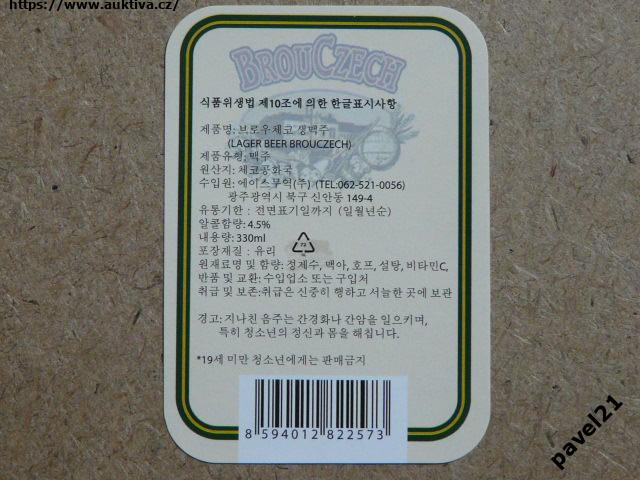 https://www.auktiva.cz/
BROUCZECH
식품위생법 제10조에 의한 한글표시사항
제품명: 브로우체코 생맥주
(LAGER BEER BROUCZECH)
제품유형: 맥주
원산지: 체코공화국
수입원: 에이스무역(주) (TEL:062-521-0056)
광주광역시 북구 신안동 149-4
유통기한 : 전면표기일까지 (일월년순)
알콜함량: 4.5%
내용량: 330ml
포장재질 : 유리
원재료명 및 함량: 정제수, 맥아, 호프, 설탕, 비타민C,
반품 및 교환: 수입업소 또는 구입처
취급 및 보존:취급은 신중히 행하고 서늘한 곳에 보관
경고: 지나친 음주는 간경화나 간암을 일으키며,
특히 청소년의 정신과 몸을 해칩니다.
*19세 미만 청소년에게는 판매금지
8 594012 822573
pavel21